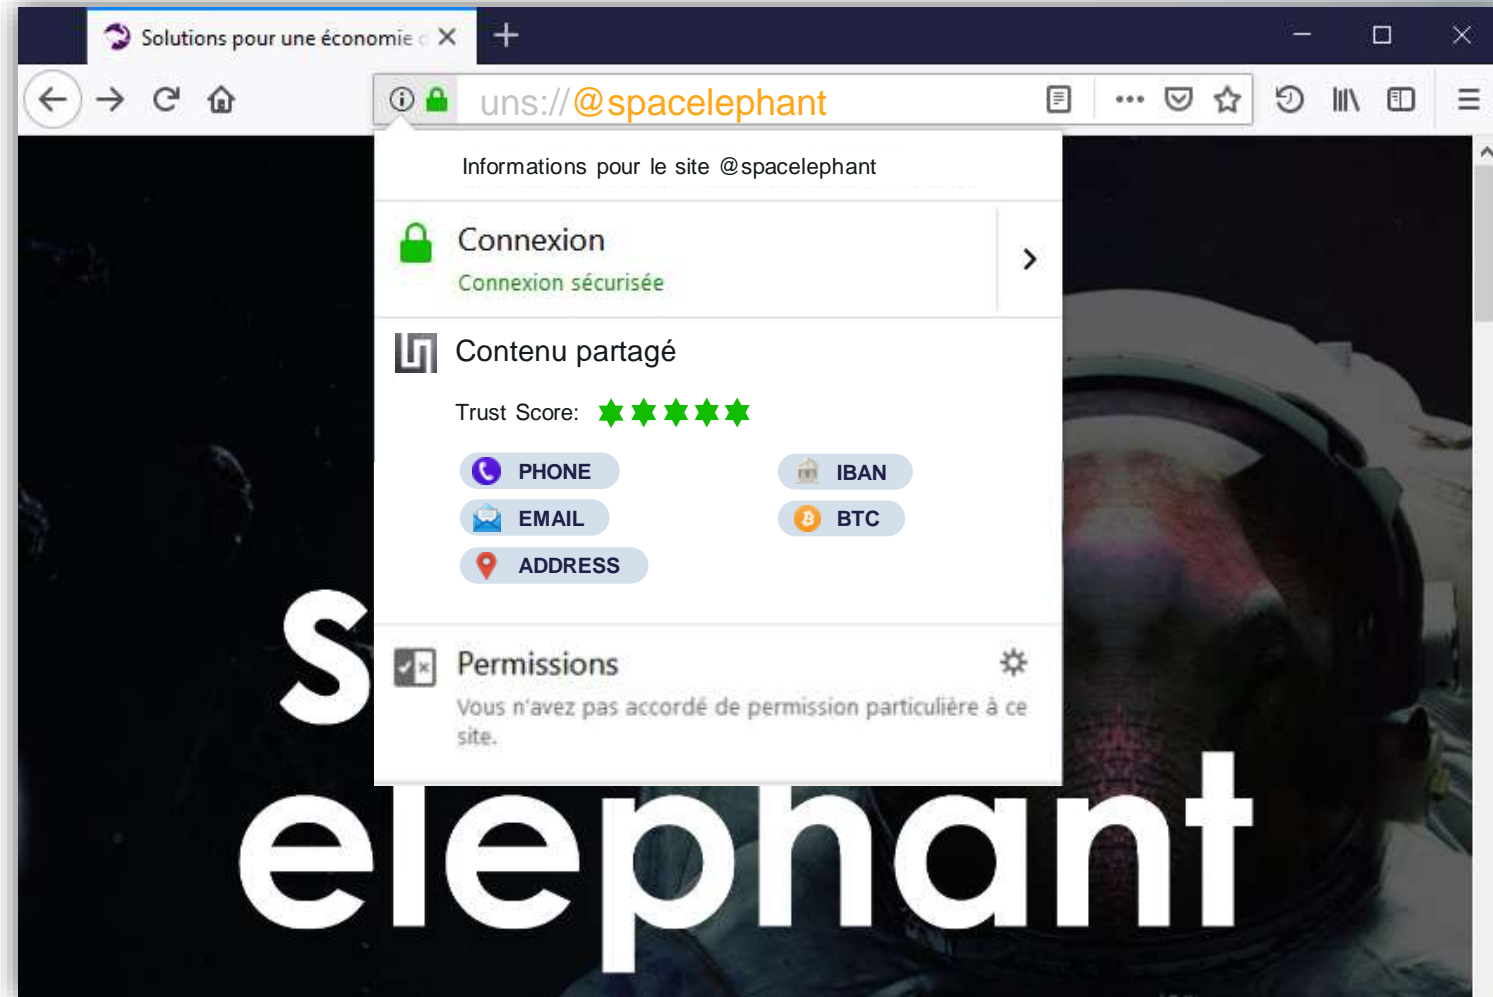 Solutions pour une économie
uns://@spacelephant
Informations pour le site @spacelephant
Connexion
Connexion sécurisée
Contenu partagé
Trust Score:
PHONE
IBAN
EMAIL
BTC
ADDRESS
Permissions
Vous n'avez pas accordé de permission particulière à ce
site.
elephant